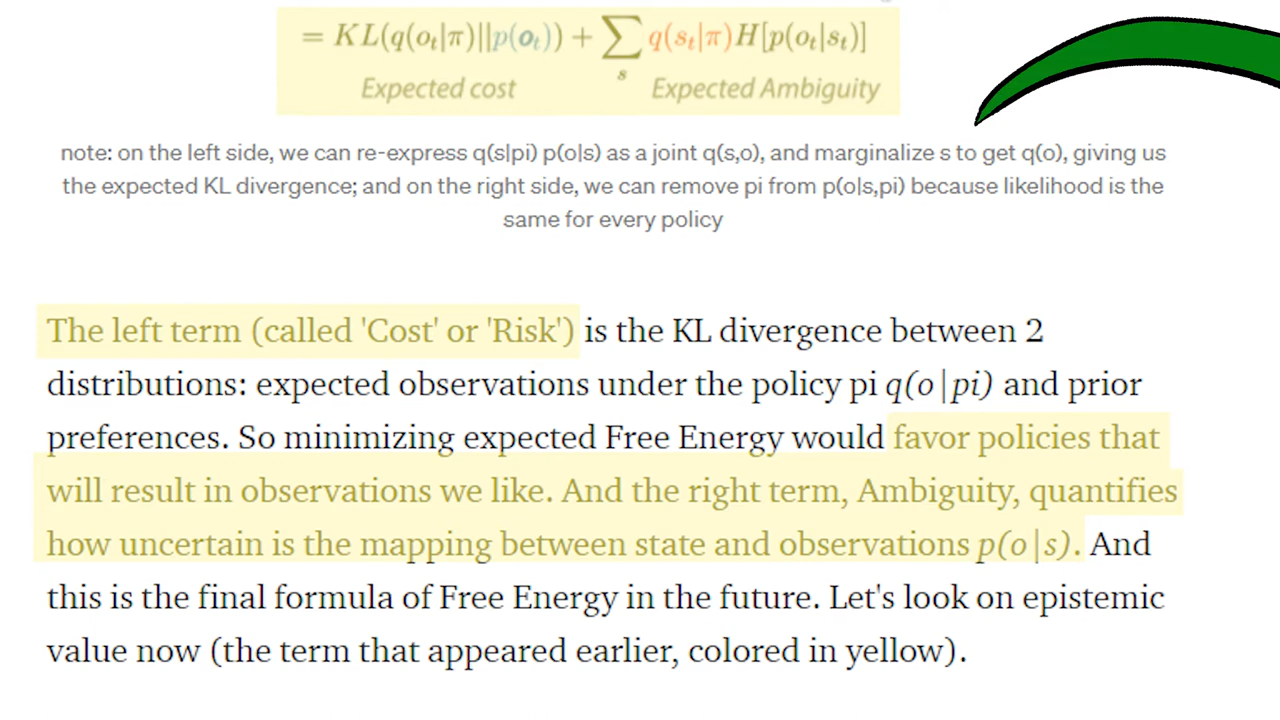 = KL(q(o_t|π)||p(o_t)) + ∑_s q(s_t|π)H[p(o_t|s_t)]
Expected cost Expected Ambiguity
note: on the left side, we can re-express q(s|pi) p(o|s) as a joint q(s,o), and marginalize s to get q(o), giving us
the expected KL divergence; and on the right side, we can remove pi from p(o|s,pi) because likelihood is the
same for every policy
The left term (called 'Cost' or 'Risk') is the KL divergence between 2
distributions: expected observations under the policy pi q(o|pi) and prior
preferences. So minimizing expected Free Energy would favor policies that
will result in observations we like. And the right term, Ambiguity, quantifies
how uncertain is the mapping between state and observations p(o|s). And
this is the final formula of Free Energy in the future. Let's look on epistemic
value now (the term that appeared earlier, colored in yellow).